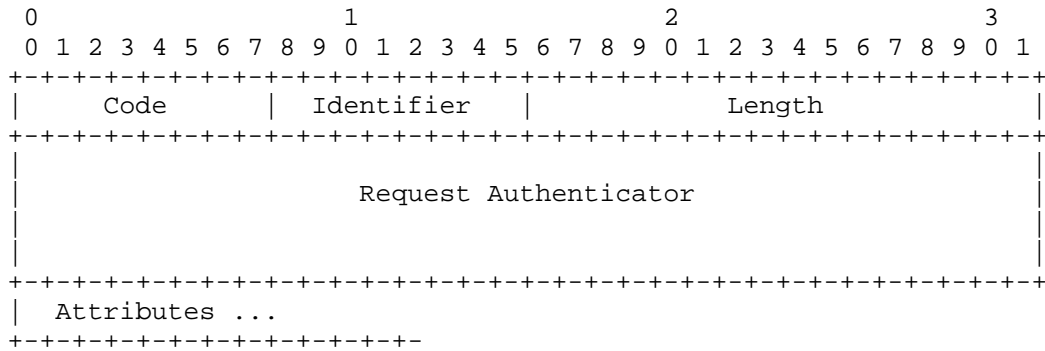 0                   1                   2                   3
 0 1 2 3 4 5 6 7 8 9 0 1 2 3 4 5 6 7 8 9 0 1 2 3 4 5 6 7 8 9 0 1
+-+-+-+-+-+-+-+-+-+-+-+-+-+-+-+-+-+-+-+-+-+-+-+-+-+-+-+-+-+-+-+-+
|     Code      |  Identifier   |            Length             |
+-+-+-+-+-+-+-+-+-+-+-+-+-+-+-+-+-+-+-+-+-+-+-+-+-+-+-+-+-+-+-+-+
|                                                               |
|                     Request Authenticator                     |
|                                                               |
|                                                               |
+-+-+-+-+-+-+-+-+-+-+-+-+-+-+-+-+-+-+-+-+-+-+-+-+-+-+-+-+-+-+-+-+
|  Attributes ...
+-+-+-+-+-+-+-+-+-+-+-+-+-